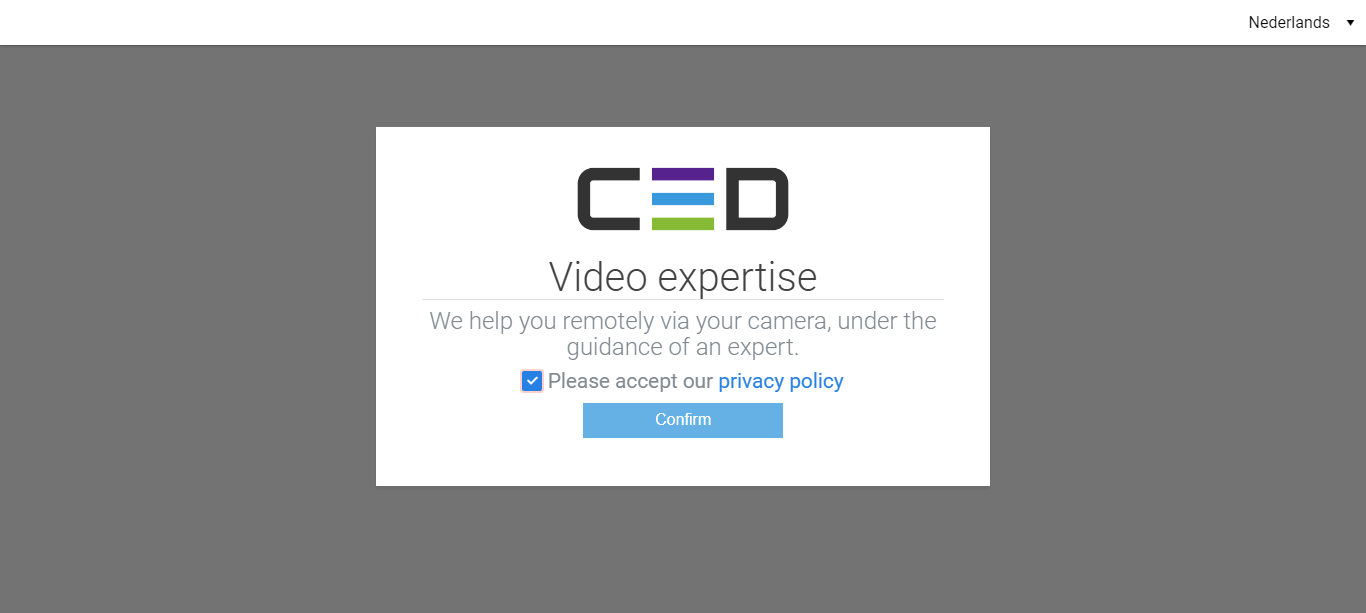 Nederlands
CED
Video expertise
We help you remotely via your camera, under the
guidance of an expert.
Please accept our privacy policy
Confirm